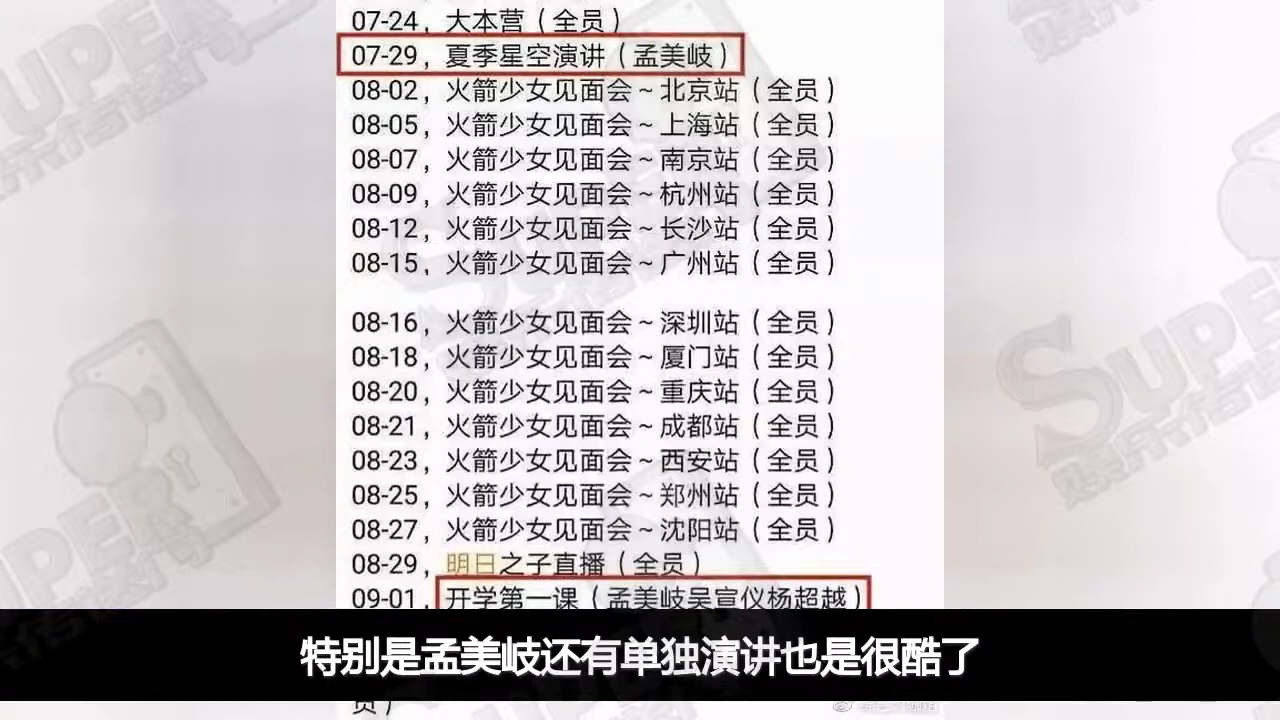 07-24，大本营（全员）
07-29，夏季星空演讲（孟美岐）
08-02，火箭少女见面会~北京站（全员）
08-05，火箭少女见面会~上海站（全员）
08-07，火箭少女见面会~南京站（全员）
08-09，火箭少女见面会~杭州站（全员）
08-12，火箭少女见面会~长沙站（全员）
08-15，火箭少女见面会~广州站（全员）
08-16，火箭少女见面会~深圳站（全员）
08-18，火箭少女见面会~厦门站（全员）
08-20，火箭少女见面会~重庆站（全员）
08-21，火箭少女见面会~成都站（全员）
08-23，火箭少女见面会~西安站（全员）
08-25，火箭少女见面会~郑州站（全员）
08-27，火箭少女见面会~沈阳站（全员）
08-29，明日之子直播（全员）
09-01，开学第一课（孟美岐吴宣仪杨超越）
特别是孟美岐还有单独演讲也是很酷了
员）
SUPER
SUPER
SUPER